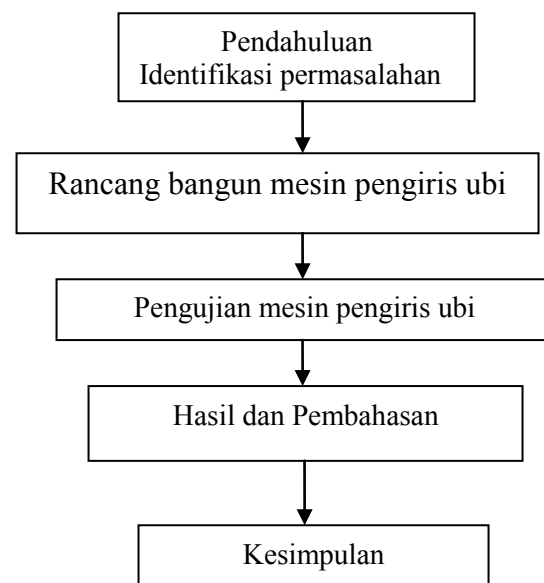 Pendahuluan
Identifikasi permasalahan
Rancang bangun mesin pengiris ubi
Pengujian mesin pengiris ubi
Hasil dan Pembahasan
Kesimpulan